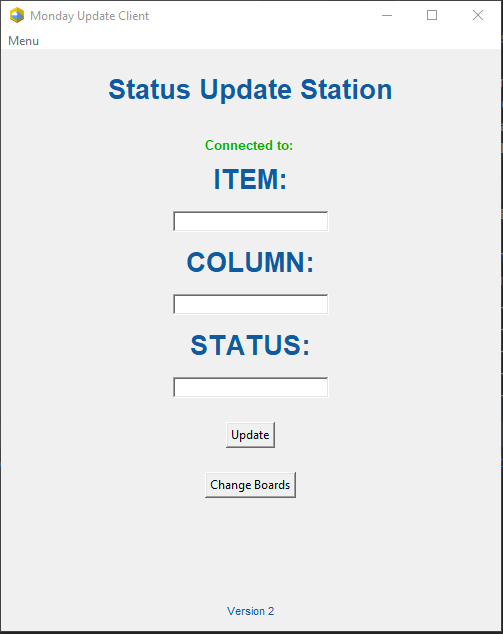 Monday Update Client
Menu
Status Update Station
Connected to:
ITEM:
COLUMN:
STATUS:
Update
Change Boards
Version 2